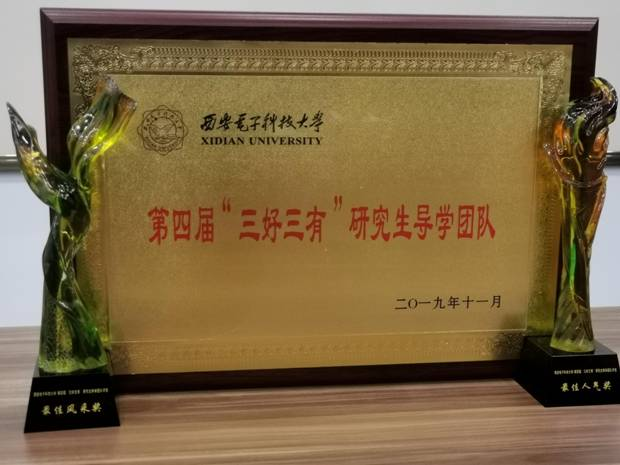 西安电子科技大学
XIDIAN UNIVERSITY
第四届“三好三有”研究生导学团队
二〇一九年十一月
最佳风采奖
最佳人气奖